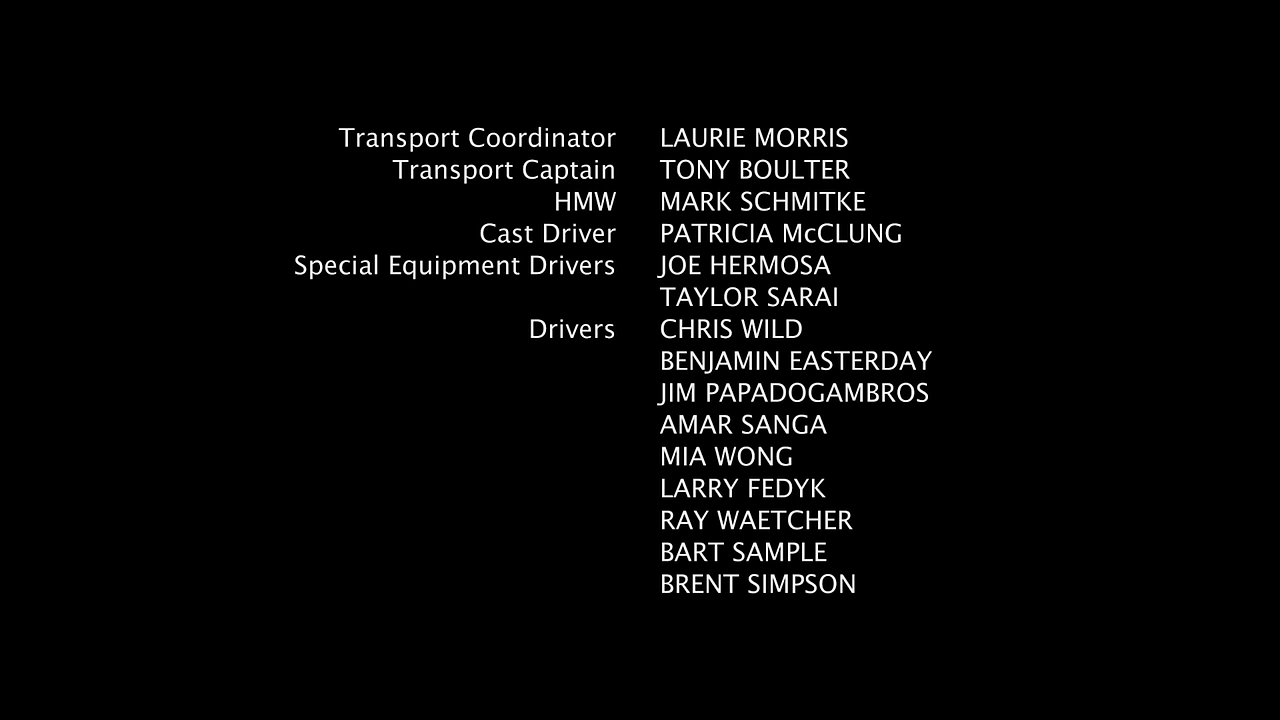 Transport Coordinator LAURIE MORRIS
Transport Captain TONY BOULTER
HMW MARK SCHMITKE
Cast Driver PATRICIA McCLUNG
Special Equipment Drivers JOE HERMOSA
TAYLOR SARAI
Drivers CHRIS WILD
BENJAMIN EASTERDAY
JIM PAPADOGAMBROS
AMAR SANGA
MIA WONG
LARRY FEDYK
RAY WAETCHER
BART SAMPLE
BRENT SIMPSON